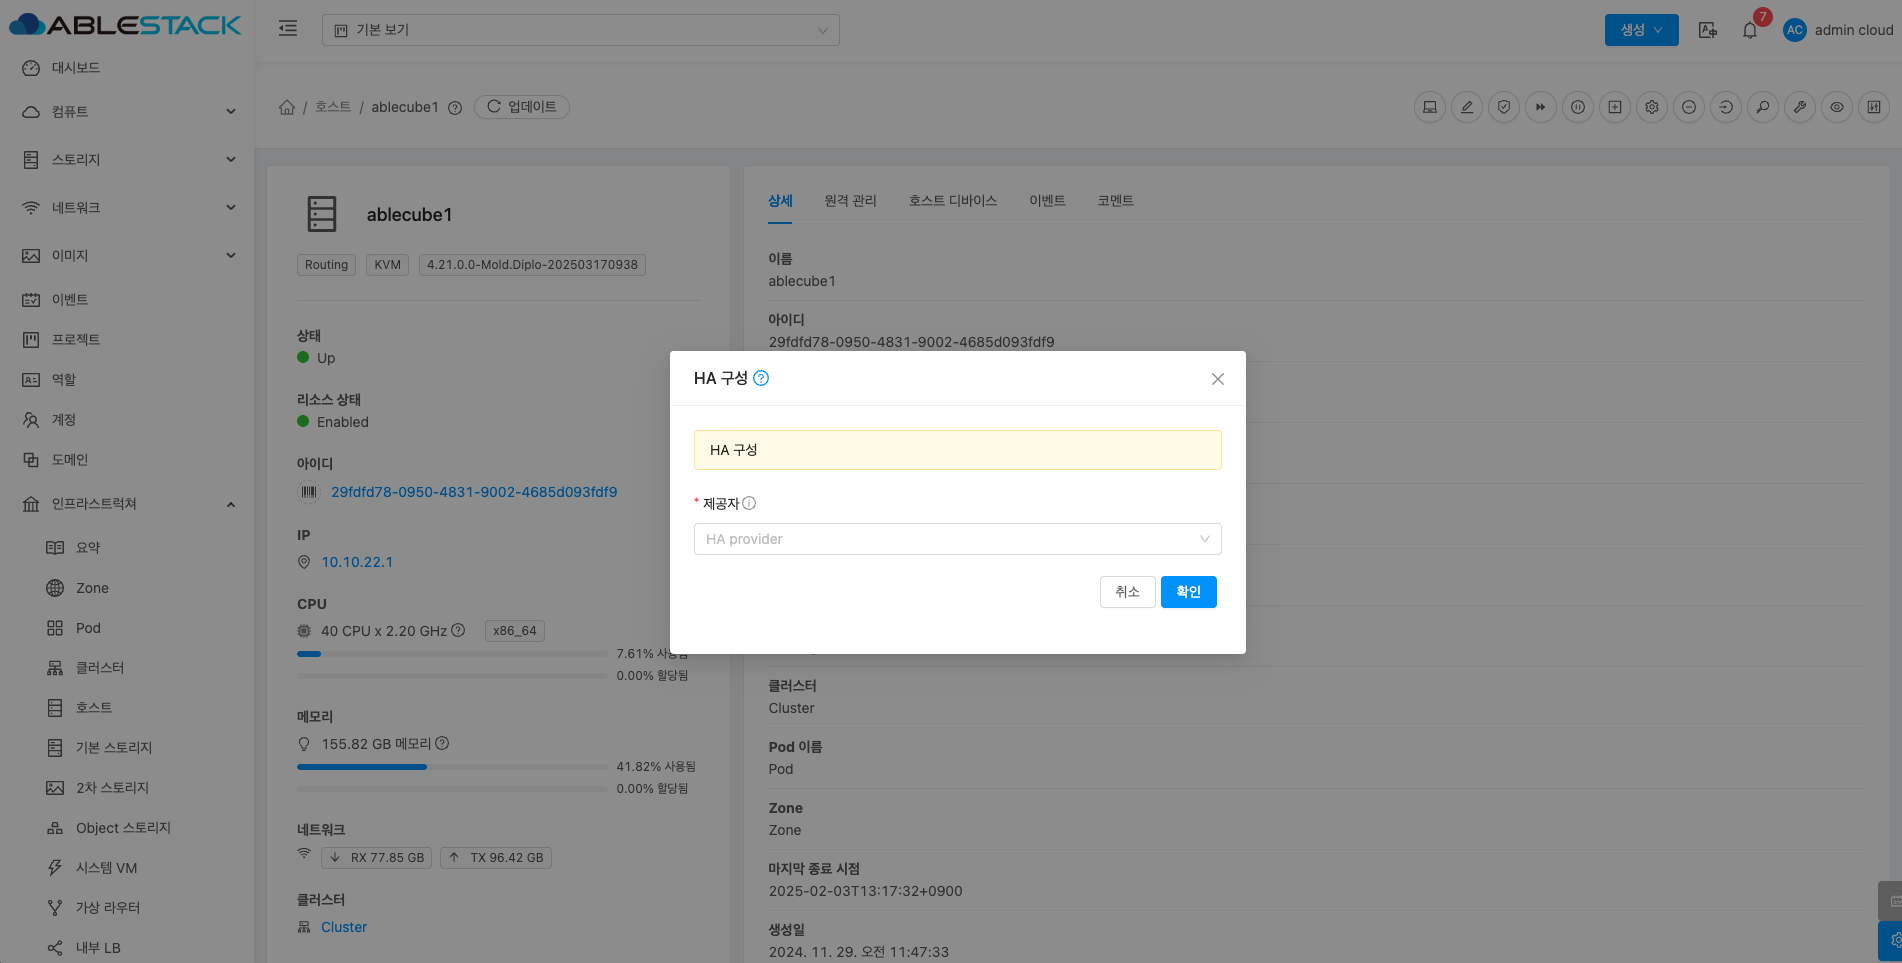 ABLESTACK
기본 보기
생성
7
AC
admin cloud
대시보드
컴퓨트
스토리지
네트워크
이미지
이벤트
프로젝트
역할
계정
도메인
인프라스트럭쳐
요약
Zone
Pod
클러스터
호스트
기본 스토리지
2차 스토리지
Object 스토리지
시스템 VM
가상 라우터
내부 LB
/ 호스트 / ablecube1
업데이트
ablecube1
Routing
KVM
4.21.0.0-Mold.Diplo-202503170938
상태
Up
리소스 상태
Enabled
아이디
29fdfd78-0950-4831-9002-4685d093fdf9
IP
10.10.22.1
CPU
40 CPU x 2.20 GHz
x86_64
7.61% 사용됨
0.00% 할당됨
메모리
155.82 GB 메모리
41.82% 사용됨
0.00% 할당됨
네트워크
RX 77.85 GB
TX 96.42 GB
클러스터
Cluster
상세
원격 관리
호스트 디바이스
이벤트
코멘트
이름
ablecube1
아이디
29fdfd78-0950-4831-9002-4685d093fdf9
HA 구성
HA 구성
* 제공자
HA provider
취소
확인
클러스터
Cluster
Pod 이름
Pod
Zone
Zone
마지막 종료 시점
2025-02-03T13:17:32+0900
생성일
2024. 11. 29. 오전 11:47:33